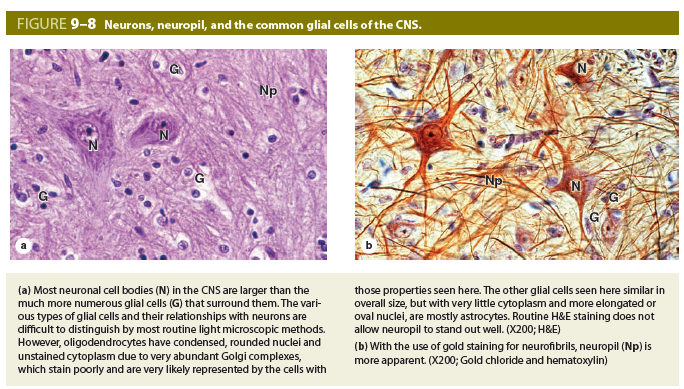 FIGURE 9–8 Neurons, neuropil, and the common glial cells of the CNS.
G
Np
N
N
G
G
a
N
Np
N
G
G
b
(a) Most neuronal cell bodies (N) in the CNS are larger than the
much more numerous glial cells (G) that surround them. The vari-
ous types of glial cells and their relationships with neurons are
difficult to distinguish by most routine light microscopic methods.
However, oligodendrocytes have condensed, rounded nuclei and
unstained cytoplasm due to very abundant Golgi complexes,
which stain poorly and are very likely represented by the cells with
those properties seen here. The other glial cells seen here similar in
overall size, but with very little cytoplasm and more elongated or
oval nuclei, are mostly astrocytes. Routine H&E staining does not
allow neuropil to stand out well. (X200; H&E)
(b) With the use of gold staining for neurofibrils, neuropil (Np) is
more apparent. (X200; Gold chloride and hematoxylin)